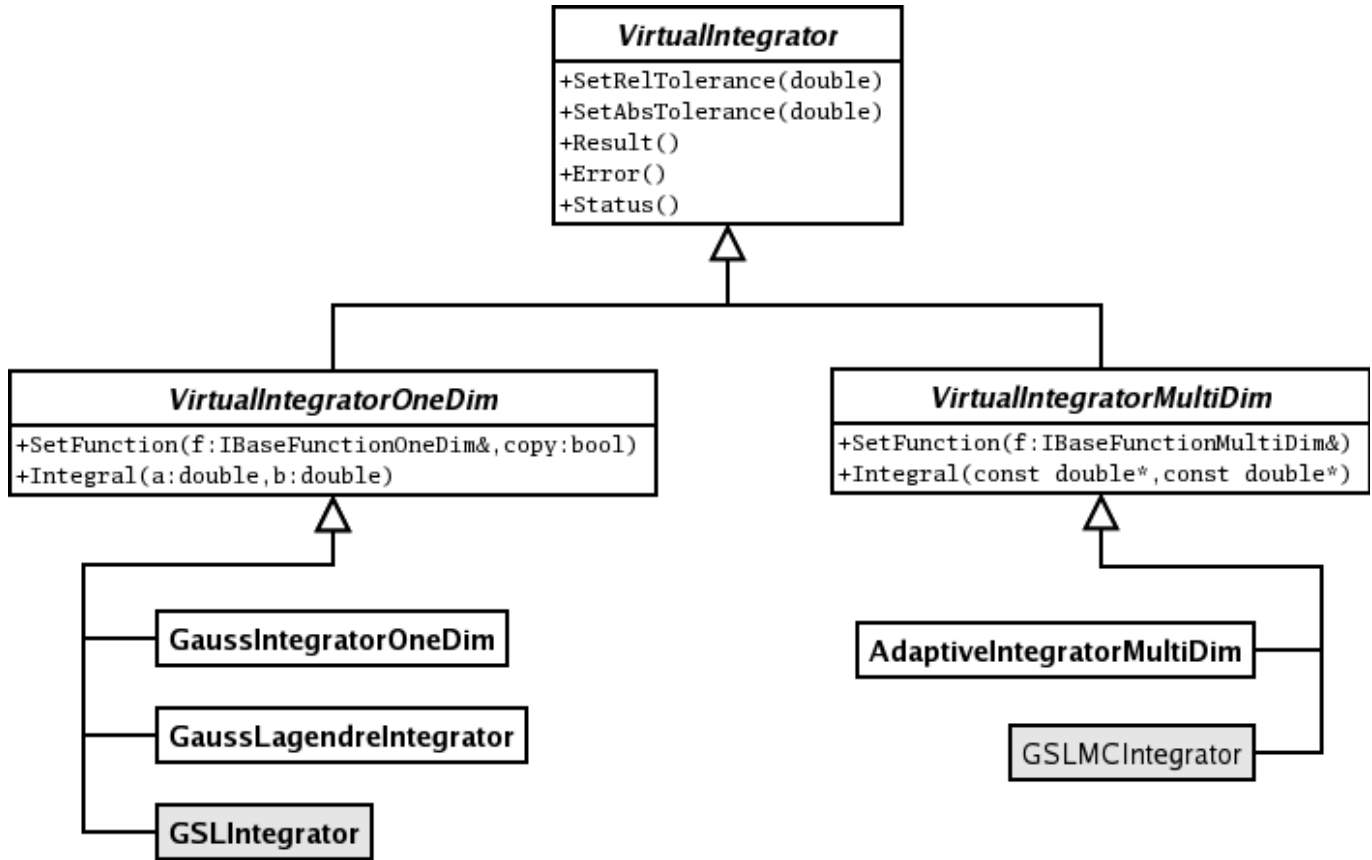 VirtualIntegrator
+SetRelTolerance(double)
+SetAbsTolerance(double)
+Result()
+Error()
+Status()
VirtualIntegratorOneDim
+SetFunction(f:IBaseFunctionOneDim&,copy:bool)
+Integral(a:double,b:double)
VirtualIntegratorMultiDim
+SetFunction(f:IBaseFunctionMultiDim&)
+Integral(const double*,const double*)
GaussIntegratorOneDim
GaussLagendreIntegrator
GSLIntegrator
AdaptiveIntegratorMultiDim
GSLMCIntegrator